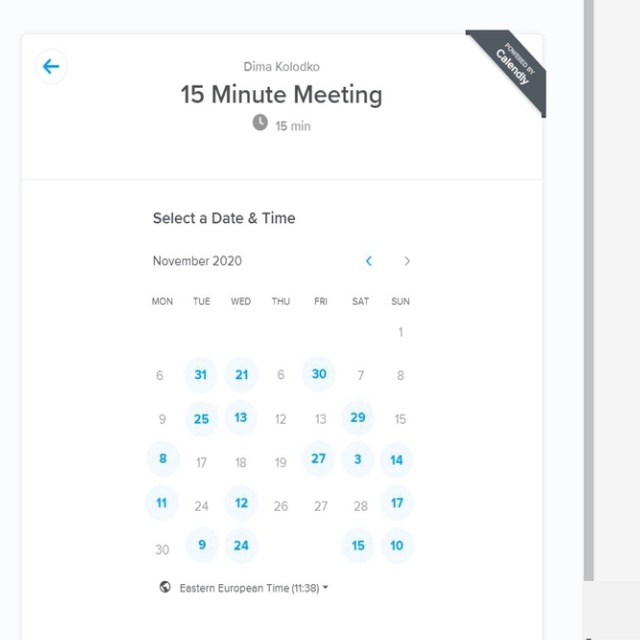 POWERED BY
Calendly
Dima Kolodko
15 Minute Meeting
15 min
Select a Date & Time
November 2020
MON TUE WED THU FRI SAT SUN
1
6 31 21 6 30 7 8
9 25 13 12 13 29 15
8 17 18 19 27 3 14
11 24 12 26 27 28 17
30 9 24 15 10
Eastern European Time (11:38)